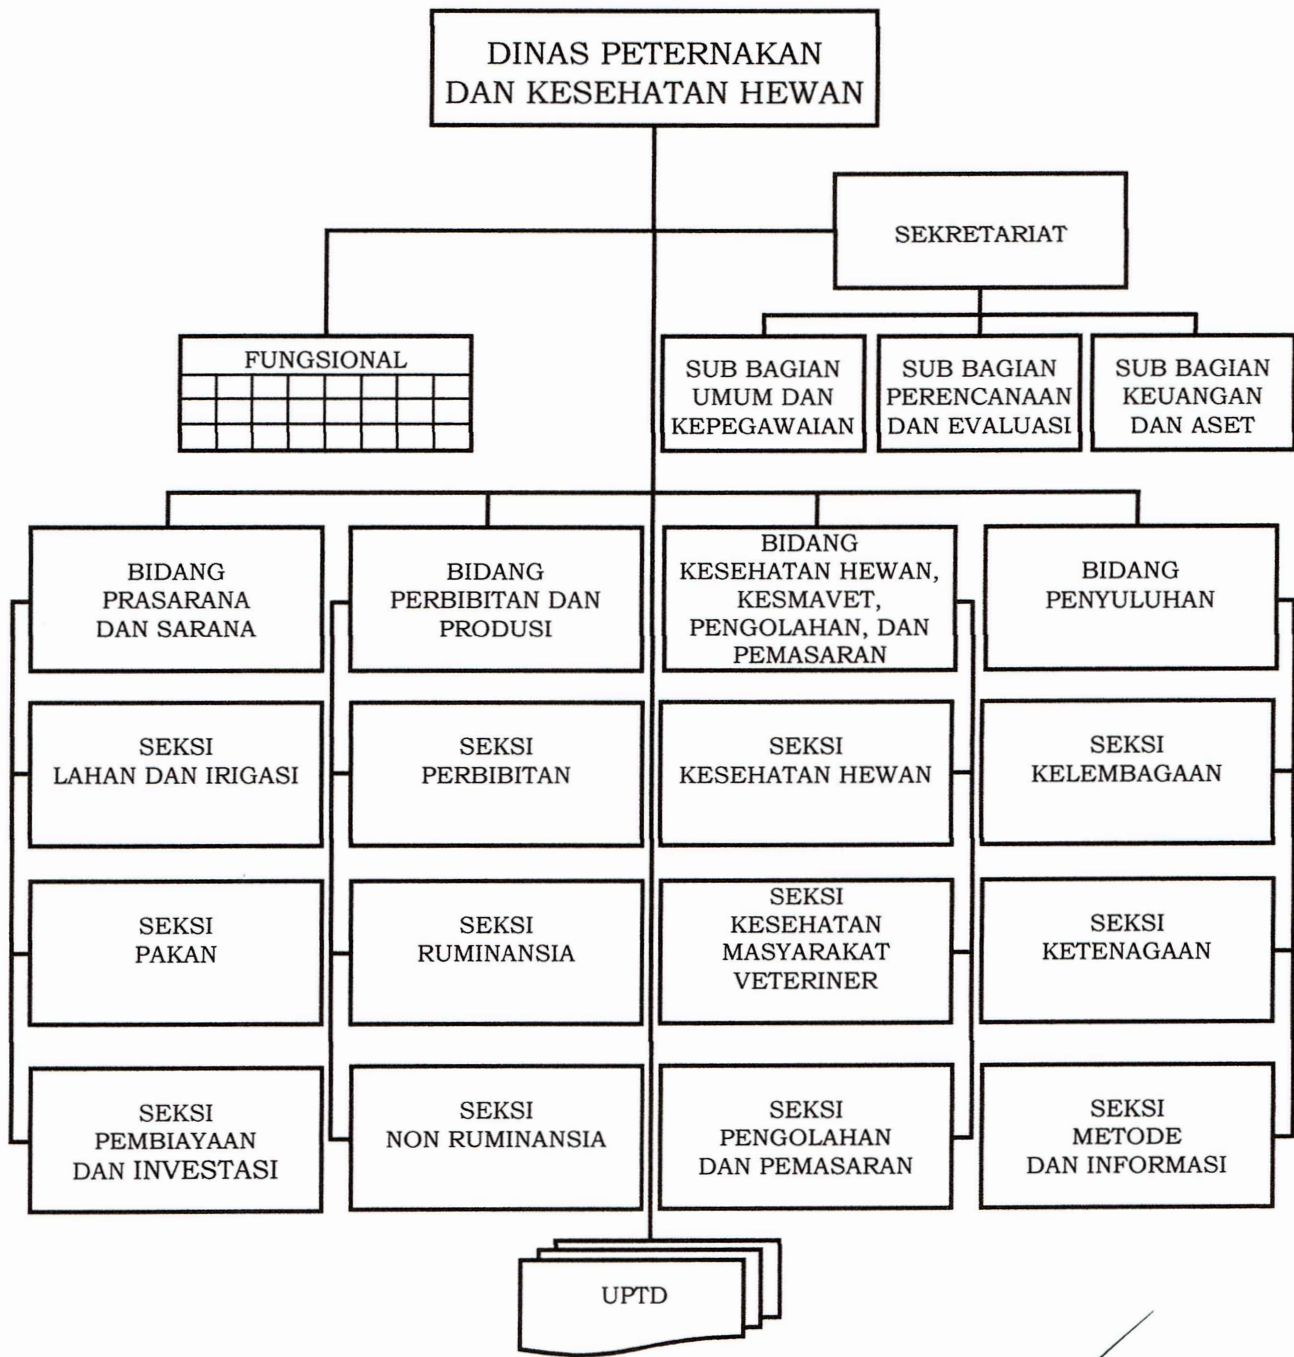 DINAS PETERNAKAN
DAN KESEHATAN HEWAN
SEKRETARIAT
FUNGSIONAL
SUB BAGIAN
UMUM DAN
KEPEGAWAIAN
SUB BAGIAN
PERENCANAAN
DAN EVALUASI
SUB BAGIAN
KEUANGAN
DAN ASET
BIDANG
PRASARANA
DAN SARANA
BIDANG
PERBIBITAN DAN
PRODUSI
BIDANG
KESEHATAN HEWAN,
KESMAVET,
PENGOLAHAN, DAN
PEMASARAN
BIDANG
PENYULUHAN
SEKSI
LAHAN DAN IRIGASI
SEKSI
PERBIBITAN
SEKSI
KESEHATAN HEWAN
SEKSI
KELEMBAGAAN
SEKSI
PAKAN
SEKSI
RUMINANSIA
SEKSI
KESEHATAN
MASYARAKAT
VETERINER
SEKSI
KETENAGAAN
SEKSI
PEMBIAYAAN
DAN INVESTASI
SEKSI
NON RUMINANSIA
SEKSI
PENGOLAHAN
DAN PEMASARAN
SEKSI
METODE
DAN INFORMASI
UPTD